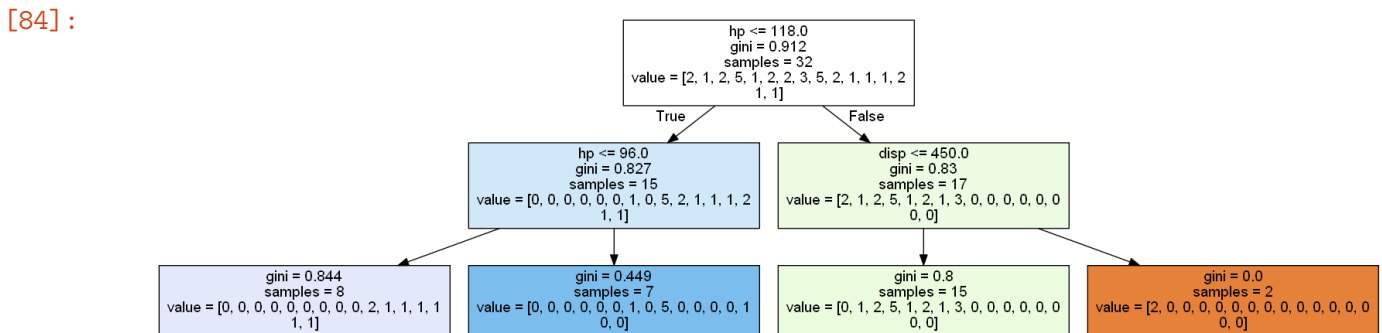 [84]:
hp <= 118.0
gini = 0.912
samples = 32
value = [2, 1, 2, 5, 1, 2, 2, 3, 5, 2, 1, 1, 1, 2
1, 1]
True
False
hp <= 96.0
gini = 0.827
samples = 15
value = [0, 0, 0, 0, 0, 0, 1, 0, 5, 2, 1, 1, 1, 2
1, 1]
disp <= 450.0
gini = 0.83
samples = 17
value = [2, 1, 2, 5, 1, 2, 1, 3, 0, 0, 0, 0, 0, 0
0, 0]
gini = 0.844
samples = 8
value = [0, 0, 0, 0, 0, 0, 0, 0, 0, 2, 1, 1, 1, 1
1, 1]
gini = 0.449
samples = 7
value = [0, 0, 0, 0, 0, 0, 1, 0, 5, 0, 0, 0, 0, 1
0, 0]
gini = 0.8
samples = 15
value = [0, 1, 2, 5, 1, 2, 1, 3, 0, 0, 0, 0, 0, 0
0, 0]
gini = 0.0
samples = 2
value = [2, 0, 0, 0, 0, 0, 0, 0, 0, 0, 0, 0, 0, 0
0, 0]